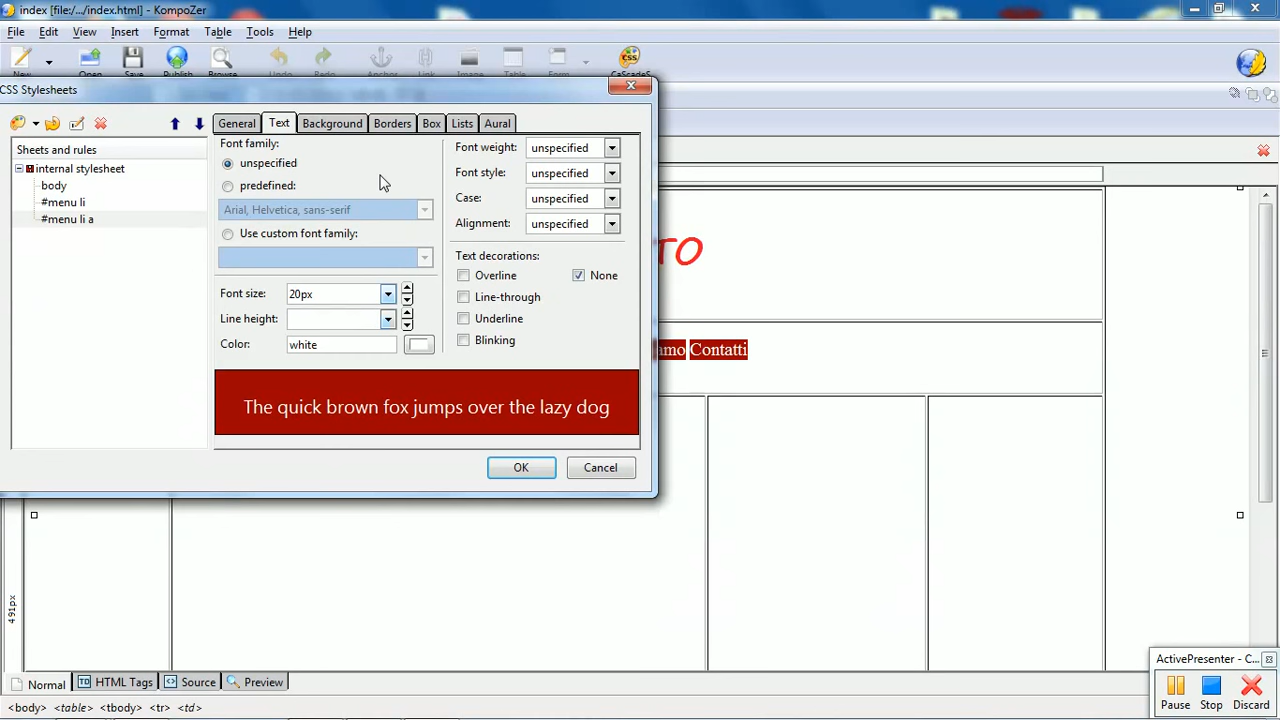 index [file:/.../index.html] - KompoZer
File Edit View Insert Format Table Tools Help
New Open Save Publish Browse Undo Redo Anchor Link Image Table Form CaScadeS
CSS Stylesheets
General Text Background Borders Box Lists Aural
Sheets and rules
internal stylesheet
body
#menu li
#menu li a
Font family:
unspecified
predefined:
Arial, Helvetica, sans-serif
Use custom font family:
Font size: 20px
Line height:
Color: white
Font weight: unspecified
Font style: unspecified
Case: unspecified
Alignment: unspecified
Text decorations:
Overline None
Line-through
Underline
Blinking
The quick brown fox jumps over the lazy dog
OK Cancel
TO
amo Contatti
491px
Normal HTML Tags Source Preview
<body> <table> <tbody> <tr> <td>
ActivePresenter - C...
Pause Stop Discard